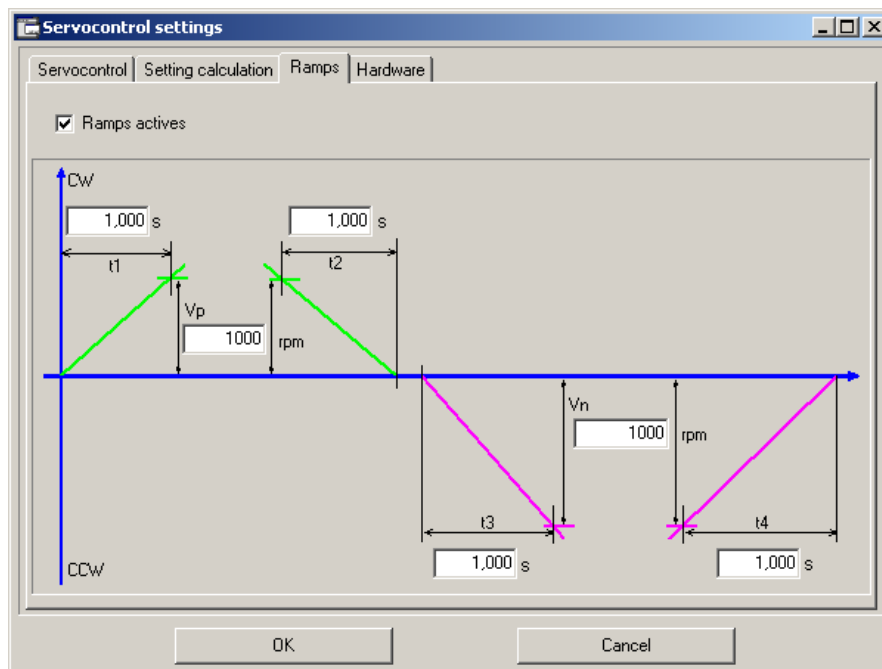 Servocontrol settings
Servocontrol Setting calculation Ramps Hardware
Ramps actives
CW
1,000 s 1,000 s
t1 t2
Vp
1000 rpm
Vn
1000 rpm
t3 t4
1,000 s 1,000 s
CCW
OK Cancel